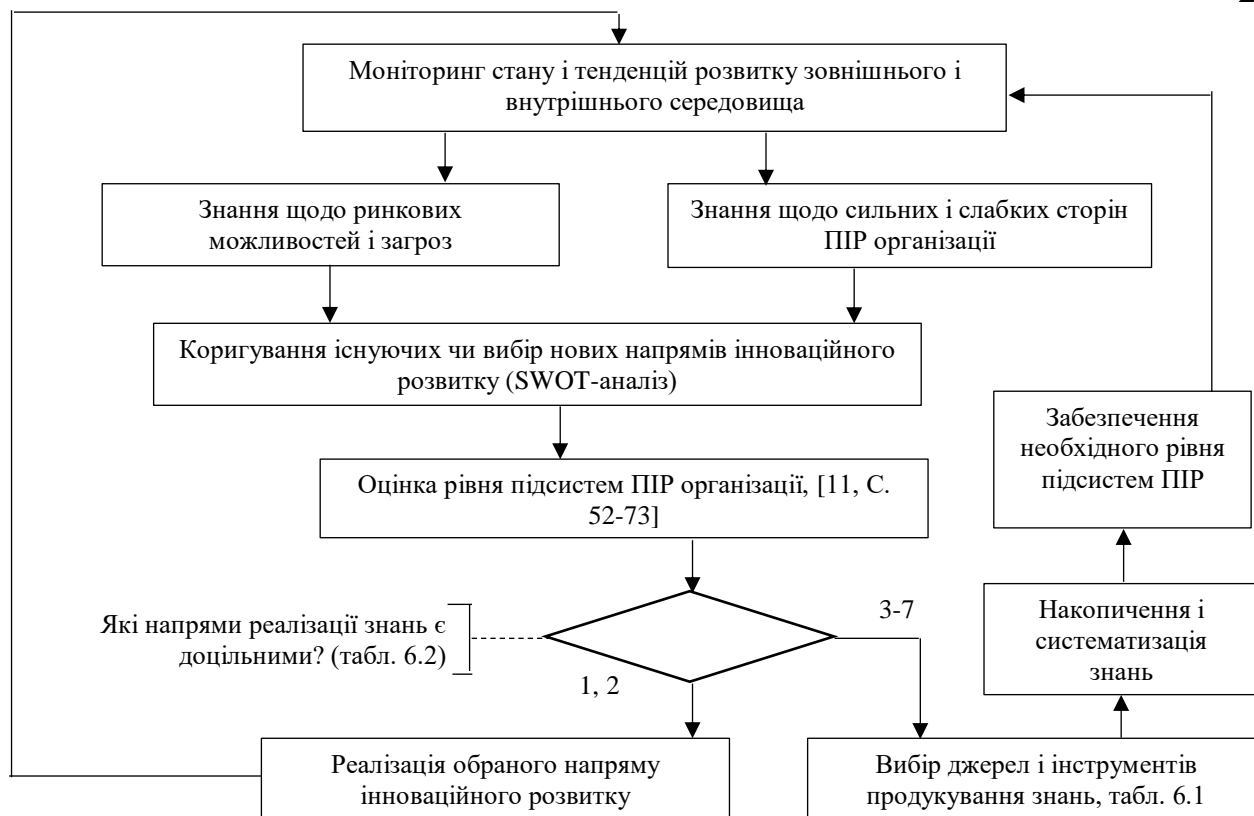 Моніторинг стану і тенденцій розвитку зовнішнього і
внутрішнього середовища
Знання щодо ринкових
можливостей і загроз
Знання щодо сильних і слабких сторін
ПІР організації
Коригування існуючих чи вибір нових напрямів інноваційного
розвитку (SWOT-аналіз)
Оцінка рівня підсистем ПІР організації, [11, С.
52-73]
Які напрями реалізації знань є
доцільними? (табл. 6.2)
1, 2
3-7
Реалізація обраного напряму
інноваційного розвитку
Вибір джерел і інструментів
продукування знань, табл. 6.1
Накопичення і
систематизація
знань
Забезпечення
необхідного рівня
підсистем ПІР